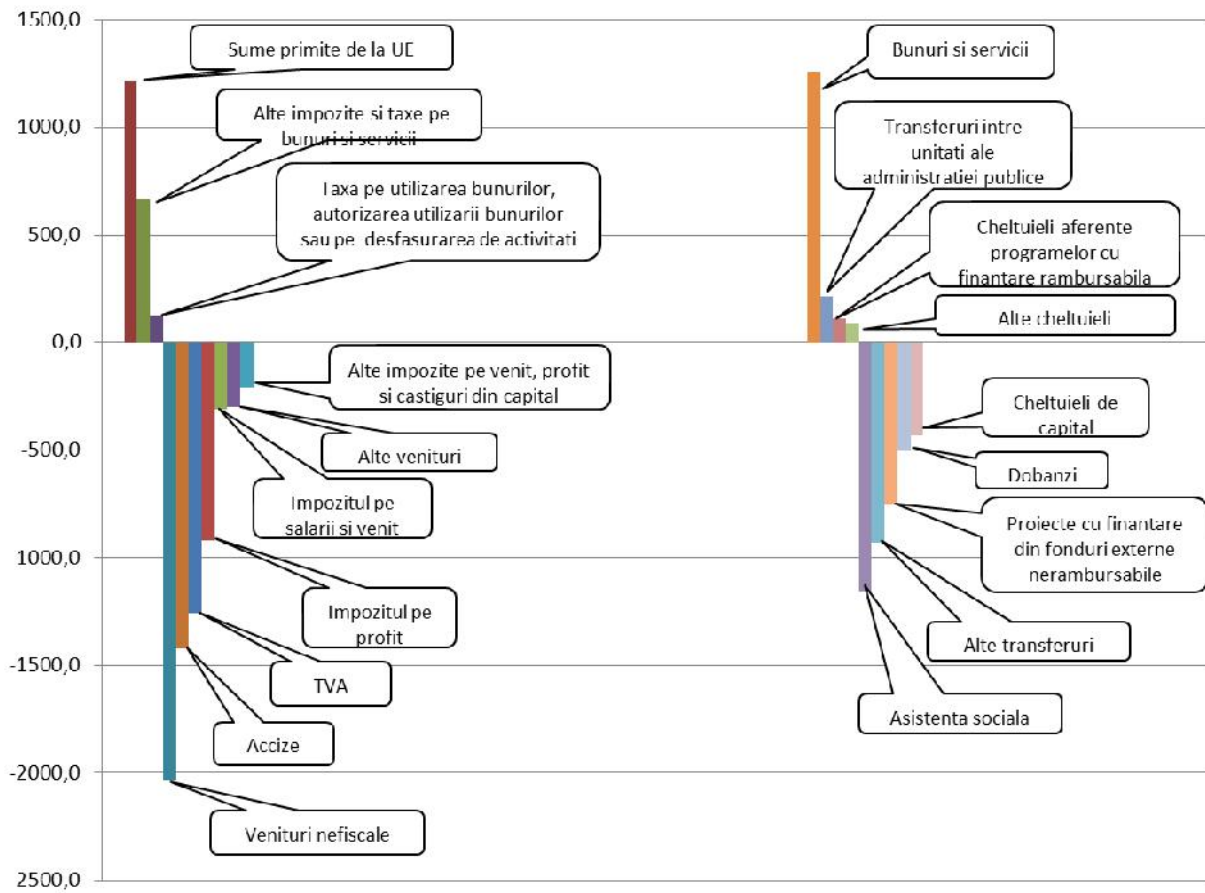 1500,0
1000,0
500,0
0,0
-500,0
-1000,0
-1500,0
-2000,0
2500,0
Sume primite de la UE
Alte impozite si taxe pe
bunuri si servicii
Taxa pe utilizarea bunurilor,
autorizarea utilizarii bunurilor
sau pe desfasurarea de activitati
Alte impozite pe venit, profit
si castiguri din capital
Alte venituri
Impozitul pe
salarii si venit
Impozitul pe
profit
TVA
Accize
Venituri nefiscale
Bunuri si servicii
Transferuri intre
unitati ale
administratiei publice
Cheltuieli aferente
programelor cu
finantare rambursabila
Alte cheltuieli
Cheltuieli de
capital
Dobanzi
Proiecte cu finantare
din fonduri externe
nerambursabile
Alte transferuri
Asistenta sociala